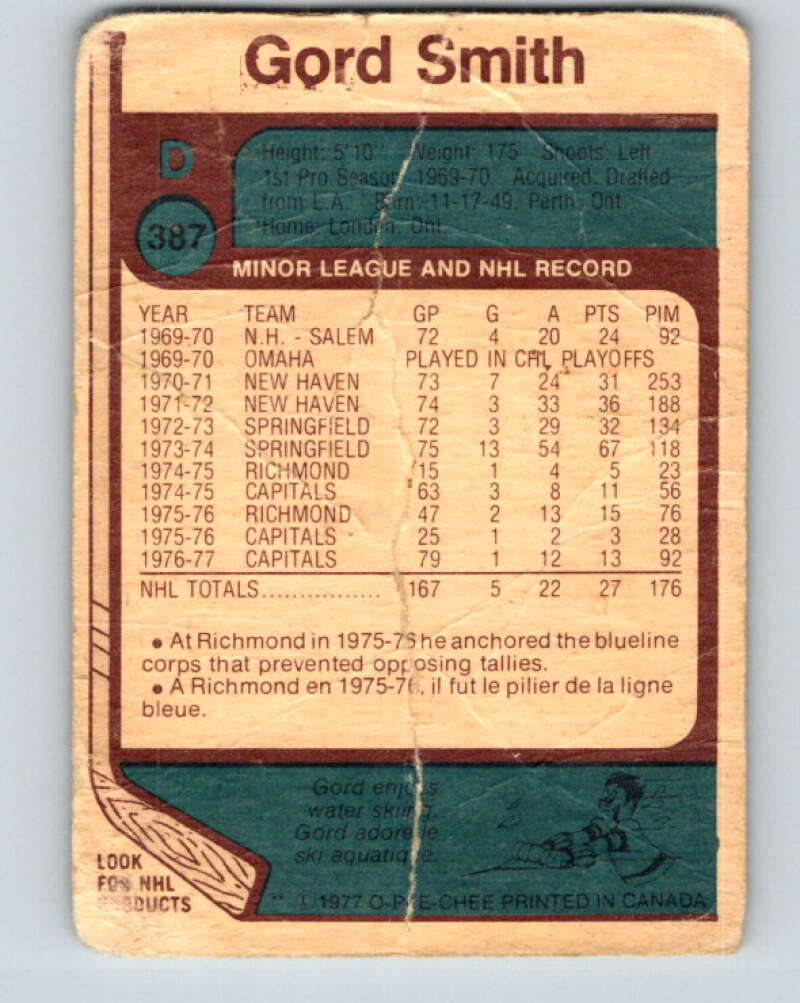 Gord Smith
D
387
Height: 5'10" Weight: 175 Shoots: Left
1st Pro Season 1969-70. Acquired: Drafted
from L.A. Born: 11-17-49, Perth, Ont.
Home: London, Ont.
MINOR LEAGUE AND NHL RECORD
YEAR TEAM GP G A PTS PIM
1969-70 N.H. - SALEM 72 4 20 24 92
1969-70 OMAHA PLAYED IN CHL PLAYOFFS
1970-71 NEW HAVEN 73 7 24 31 253
1971-72 NEW HAVEN 74 3 33 36 188
1972-73 SPRINGFIELD 72 3 29 32 134
1973-74 SPRINGFIELD 75 13 54 67 118
1974-75 RICHMOND 15 1 4 5 23
1974-75 CAPITALS 63 3 8 11 56
1975-76 RICHMOND 47 2 13 15 76
1975-76 CAPITALS 25 1 2 3 28
1976-77 CAPITALS 79 1 12 13 92
NHL TOTALS................ 167 5 22 27 176
• At Richmond in 1975-76 he anchored the blueline
corps that prevented opposing tallies.
• A Richmond en 1975-76, il fut le pilier de la ligne
bleue.
Gord enjoys
water skiing.
Gord adore le
ski aquatique.
LOOK
FOR NHL
PRODUCTS
** ©1977 O-PEE-CHEE PRINTED IN CANADA